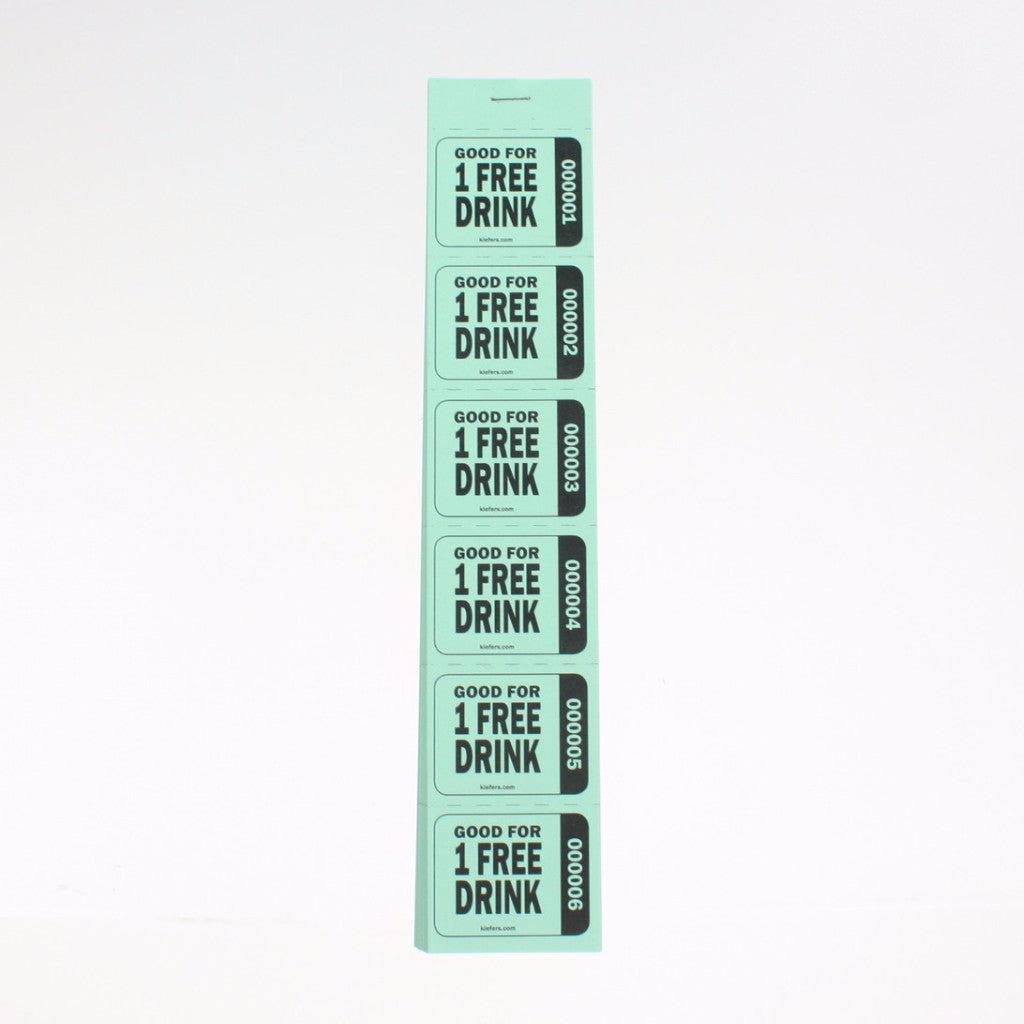 GOOD FOR
1 FREE
DRINK
kiefers.com
000001
GOOD FOR
1 FREE
DRINK
kiefers.com
000002
GOOD FOR
1 FREE
DRINK
kiefers.com
000003
GOOD FOR
1 FREE
DRINK
kiefers.com
000004
GOOD FOR
1 FREE
DRINK
kiefers.com
000005
GOOD FOR
1 FREE
DRINK
kiefers.com
000006